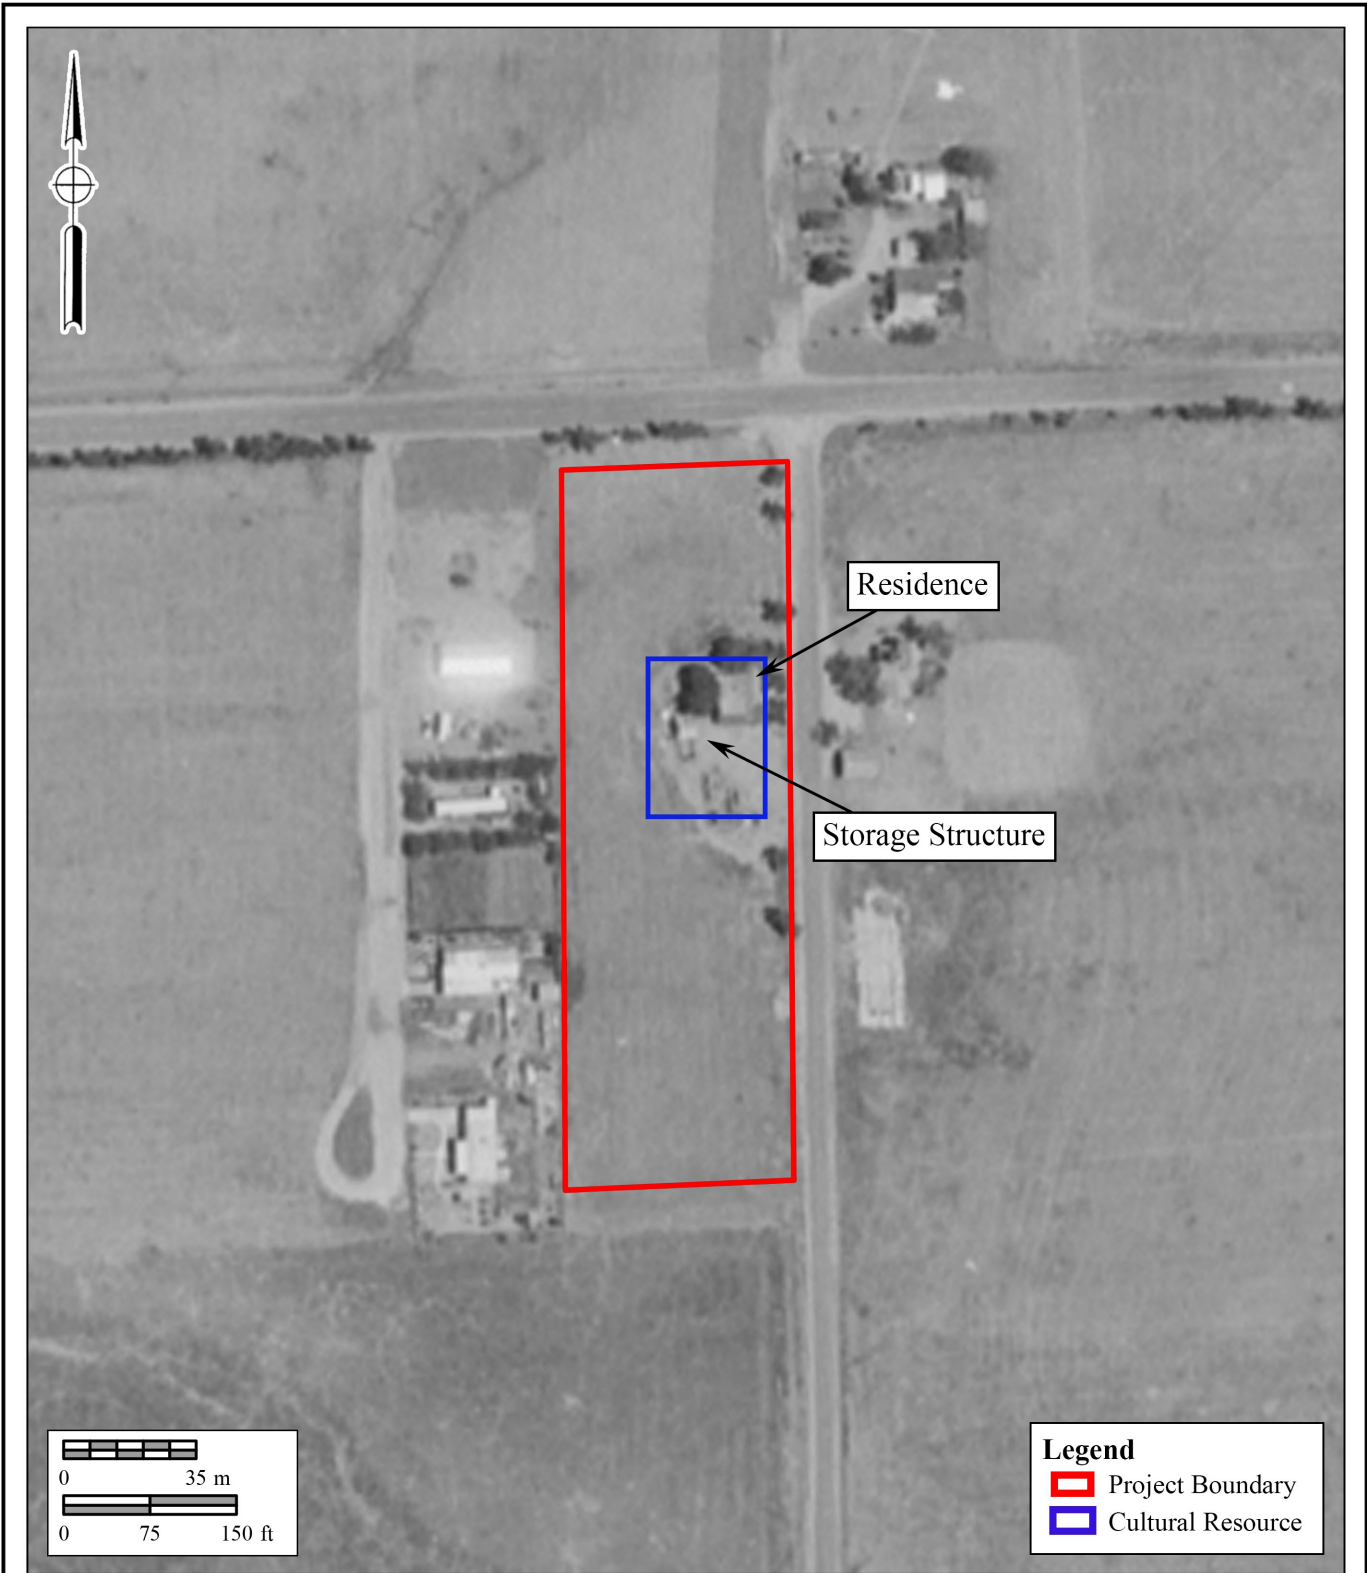 Residence
Storage Structure
0 35 m
0 75 150 ft
Legend
Project Boundary
Cultural Resource